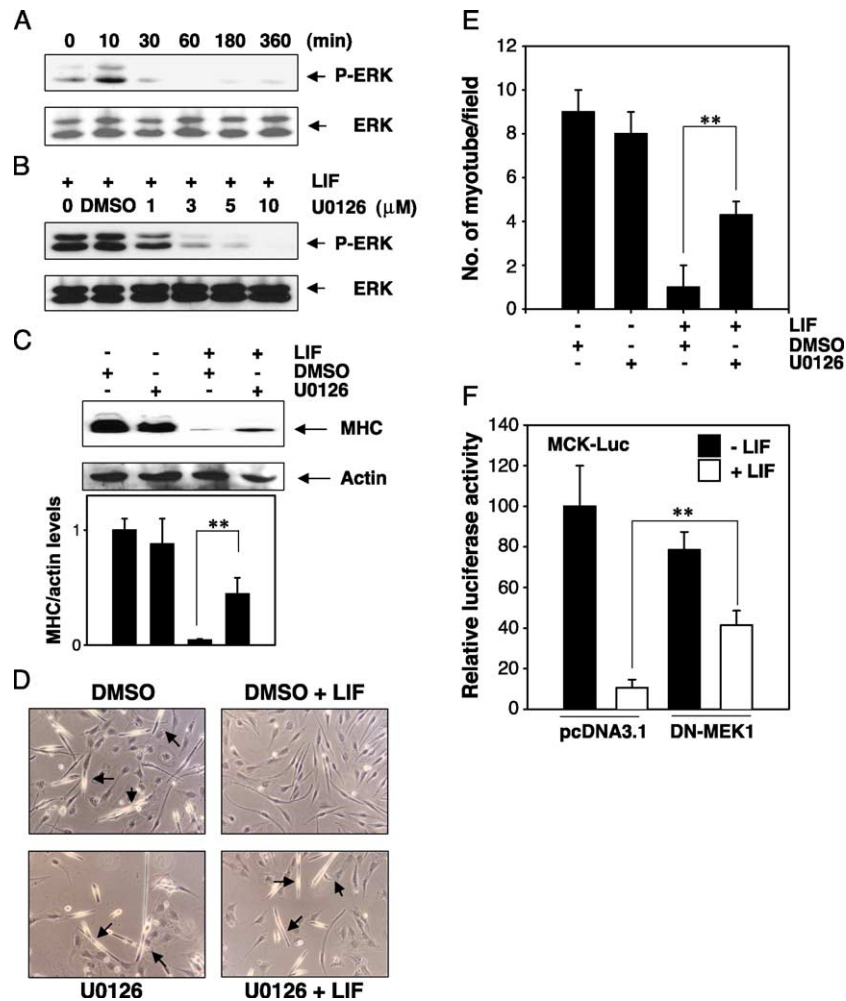 A
0 10 30 60 180 360 (min)
P-ERK
ERK
B
+ + + + + + LIF
0 DMSO 1 3 5 10 U0126 (μM)
P-ERK
ERK
C
- - + + LIF
+ - + - DMSO
- + - + U0126
MHC
Actin
MHC/actin levels
1
0
**
D
DMSO
DMSO + LIF
U0126
U0126 + LIF
E
No. of myotube/field
12
10
8
6
4
2
0
**
- - + + LIF
+ - + - DMSO
- + - + U0126
F
Relative luciferase activity
140
120
100
80
60
40
20
0
MCK-Luc
- LIF
+ LIF
**
pcDNA3.1
DN-MEK1